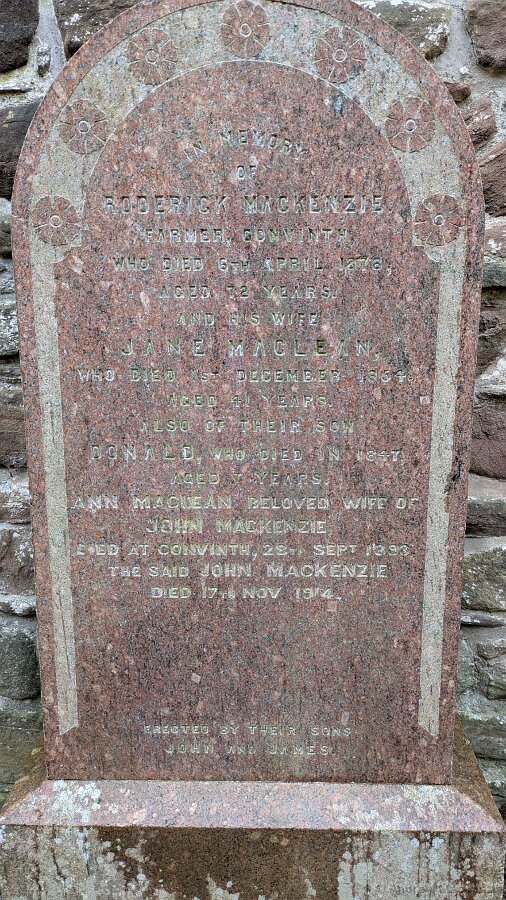 IN MEMORY
OF
RODERICK MACKENZIE,
FARMER, CONVINTH,
WHO DIED 6TH APRIL 1878,
AGED 72 YEARS.
AND HIS WIFE
JANE MACLEAN,
WHO DIED 1ST DECEMBER 1854,
AGED 41 YEARS.
ALSO OF THEIR SON
DONALD, WHO DIED IN 1847,
AGED 7 YEARS.
ANN MACLEAN BELOVED WIFE OF
JOHN MACKENZIE
DIED AT CONVINTH, 28TH SEPT 1893
THE SAID JOHN MACKENZIE
DIED 17TH NOV 1914.
ERECTED BY THEIR SONS
JOHN AND JAMES.